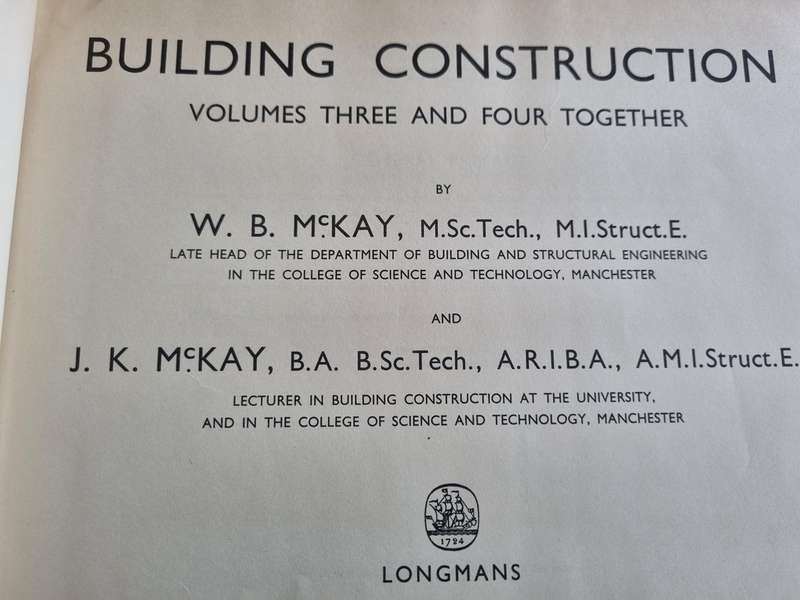 BUILDING CONSTRUCTION
VOLUMES THREE AND FOUR TOGETHER
BY
W. B. McKAY, M.Sc.Tech., M.I.Struct.E.
LATE HEAD OF THE DEPARTMENT OF BUILDING AND STRUCTURAL ENGINEERING
IN THE COLLEGE OF SCIENCE AND TECHNOLOGY, MANCHESTER
AND
J. K. McKAY, B.A. B.Sc.Tech., A.R.I.B.A., A.M.I.Struct.E.
LECTURER IN BUILDING CONSTRUCTION AT THE UNIVERSITY,
AND IN THE COLLEGE OF SCIENCE AND TECHNOLOGY, MANCHESTER
1724
LONGMANS